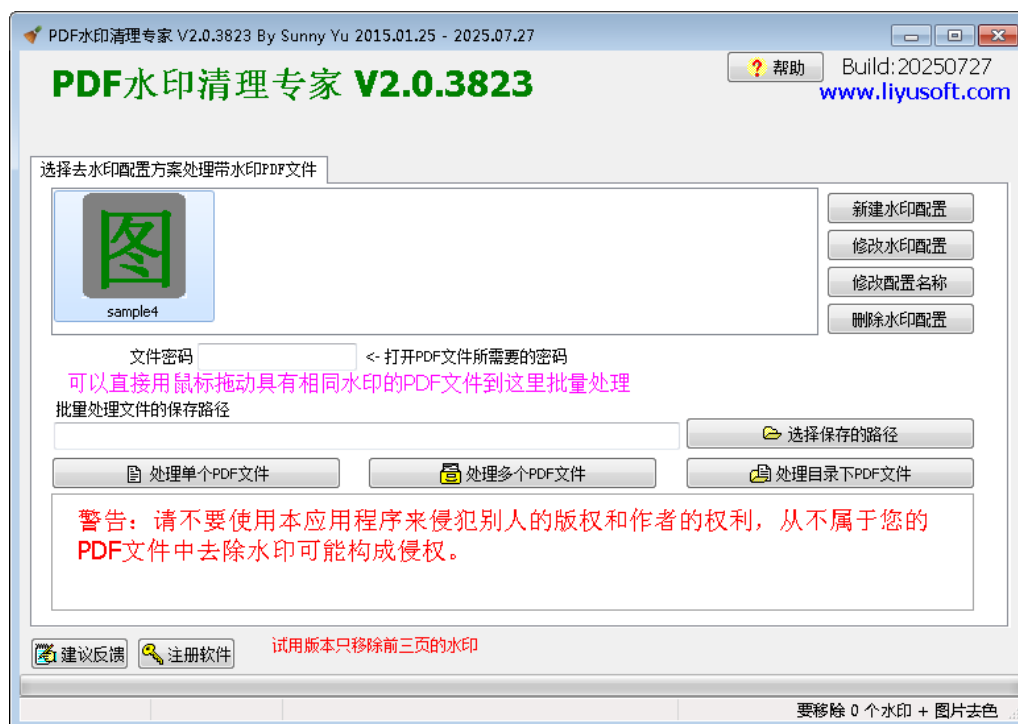 PDF水印清理专家 V2.0.3823 By Sunny Yu 2015.01.25 - 2025.07.27
PDF水印清理专家 V2.0.3823
帮助
Build:20250727
www.liyusoft.com
选择去水印配置方案处理带水印PDF文件
图
sample4
新建水印配置
修改水印配置
修改配置名称
删除水印配置
文件密码
<- 打开PDF文件所需要的密码
可以直接用鼠标拖动具有相同水印的PDF文件到这里批量处理
批量处理文件的保存路径
选择保存的路径
处理单个PDF文件
处理多个PDF文件
处理目录下PDF文件
警告：请不要使用本应用程序来侵犯别人的版权和作者的权利，从不属于您的
PDF文件中去除水印可能构成侵权。
建议反馈
注册软件
试用版本只移除前三页的水印
要移除 0 个水印 + 图片去色